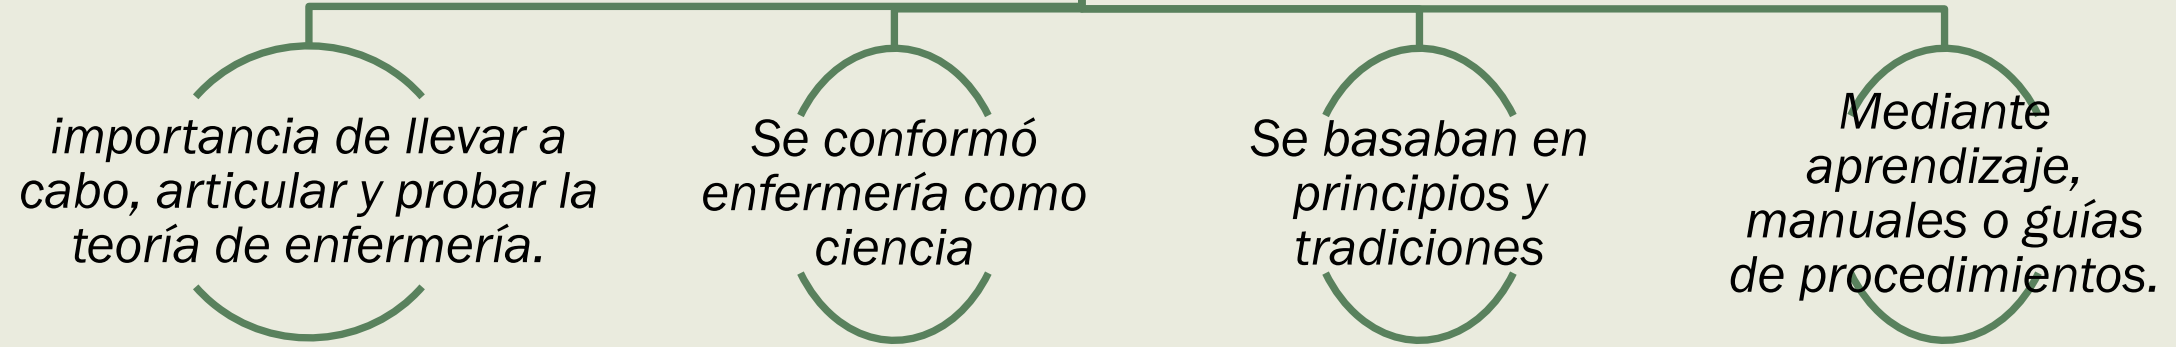 importancia de llevar a
cabo, articular y probar la
teoría de enfermería.
Se conformó
enfermería como
ciencia
Se basaban en
principios y
tradiciones
Mediante
aprendizaje,
manuales o guías
de procedimientos.